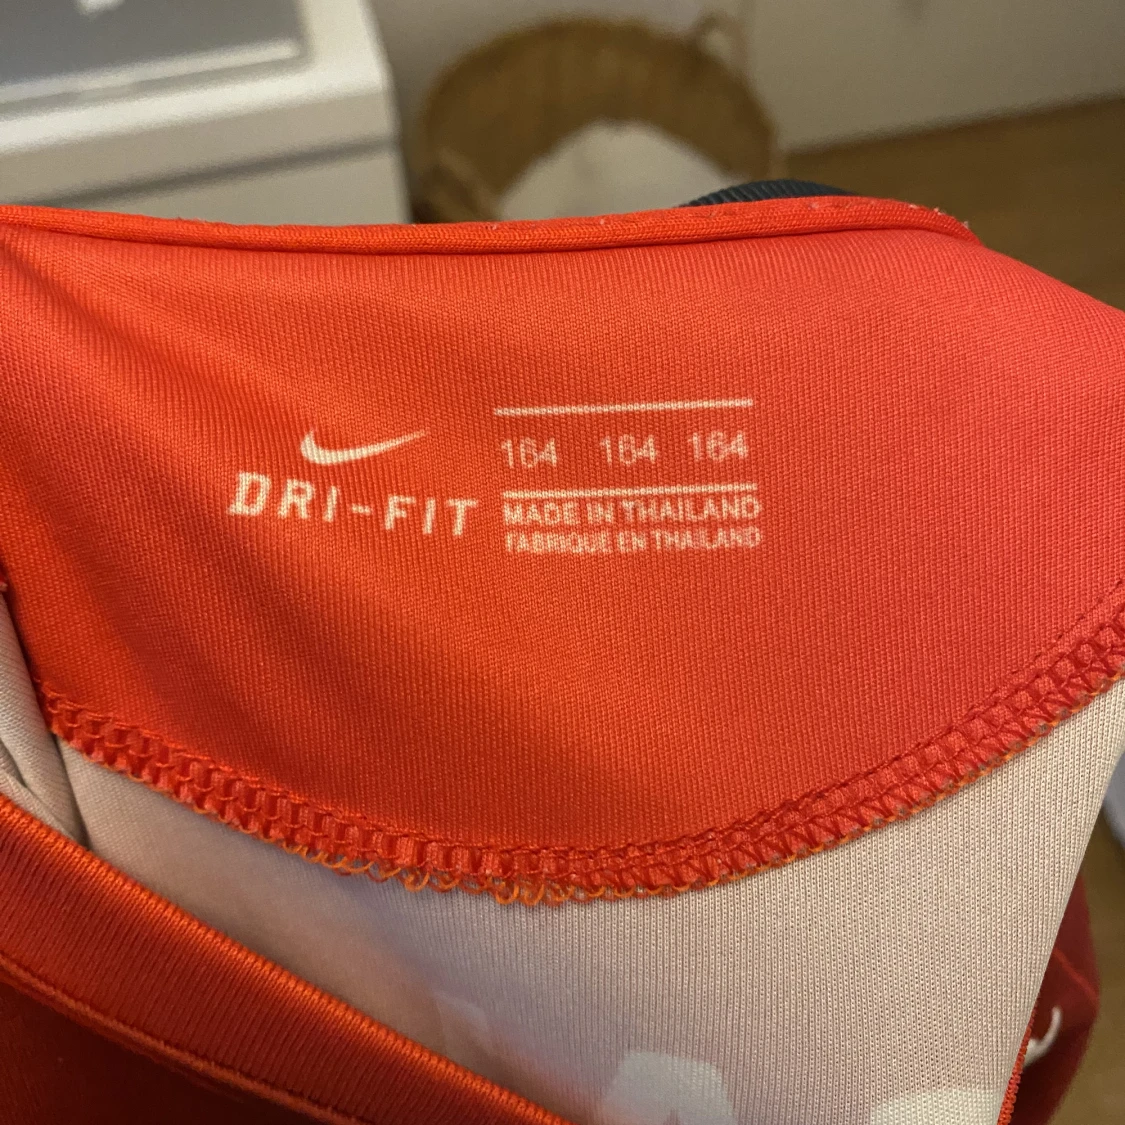 DRI-FIT
164 164 164
MADE IN THAILAND
FABRIQUE EN THAILAND